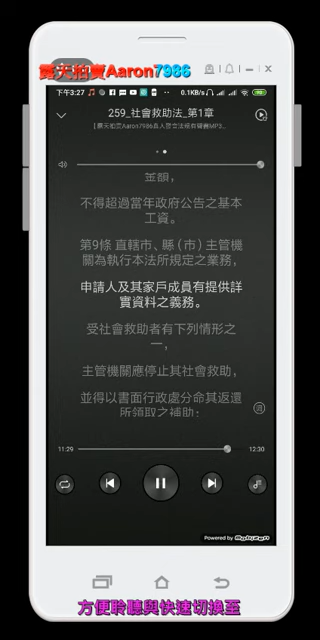 露天拍賣Aaron7986
下午3:27
0.1KB/s
259_社會救助法_第1章
[露天拍賣Aaron7986真人發音法條有聲書MP3...
金額，
不得超過當年政府公告之基本
工資。
第9條 直轄市、縣（市）主管機
關為執行本法所規定之業務，
申請人及其家戶成員有提供詳
實資料之義務。
受社會救助者有下列情形之
一，
主管機關應停止其社會救助，
並得以書面行政處分命其返還
所領取之補助：
11:29
12:30
Powered by
方便聆聽與快速切換至